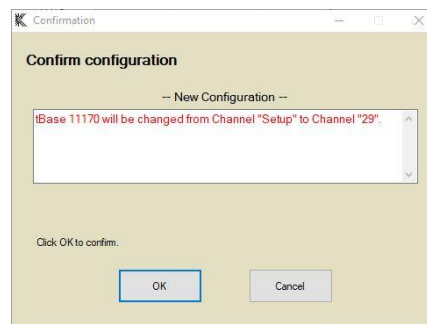 Confirmation
Confirm configuration
-- New Configuration --
tBase 11170 will be changed from Channel "Setup" to Channel "29".
Click OK to confirm.
OK
Cancel